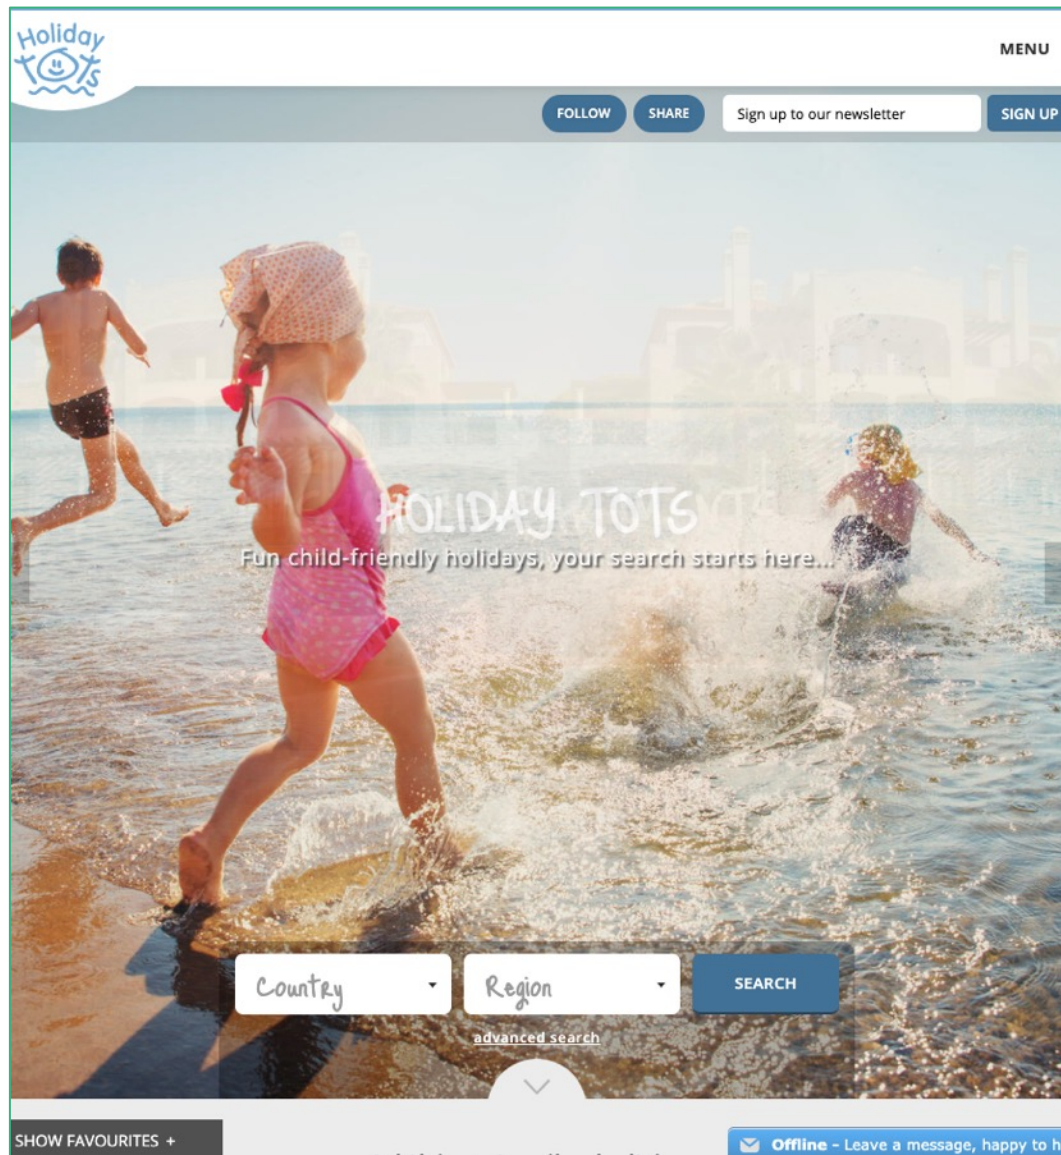 Holiday
TOTS
MENU
FOLLOW
SHARE
Sign up to our newsletter
SIGN UP
HOLIDAY TOTS
Fun child-friendly holidays, your search starts here...
Country
Region
SEARCH
advanced search
SHOW FAVOURITES +
Offline - Leave a message, happy to h